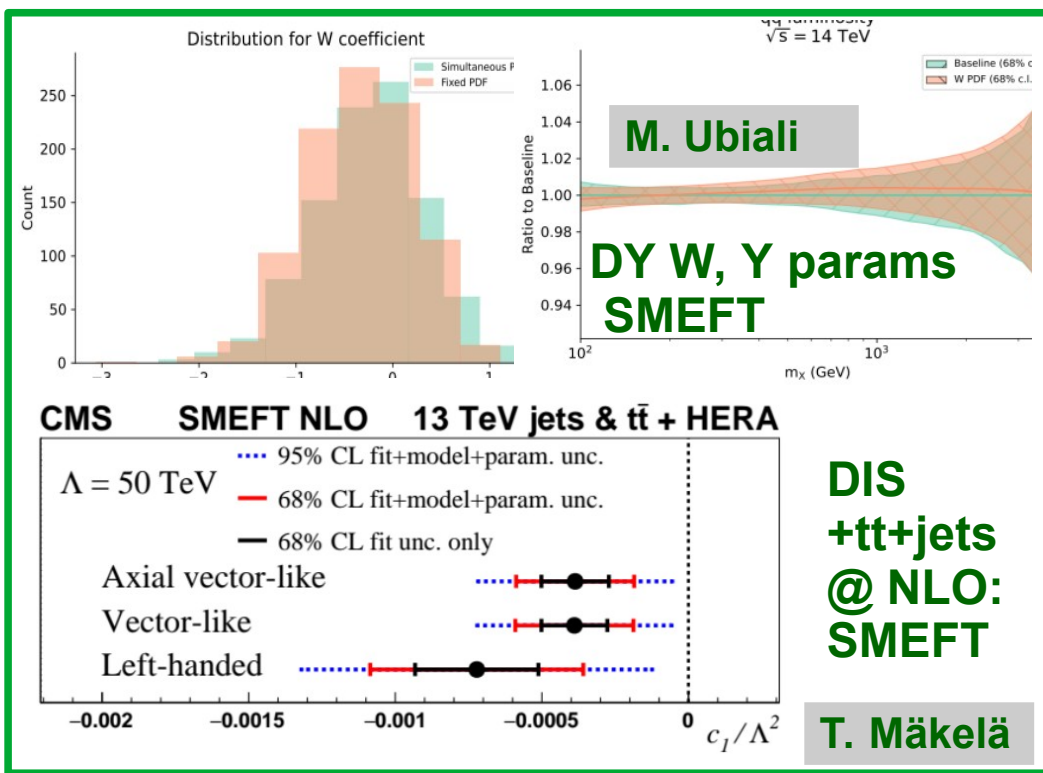 Distribution for W coefficient
Simultaneous P
Fixed PDF
250
200
150
100
50
0
Count
−3
−2
−1
0
1
qq luminosity
√s = 14 TeV
Baseline (68% c
W PDF (68% c.l.
1.06
1.04
1.02
1.00
0.98
0.96
0.94
Ratio to Baseline
M. Ubiali
DY W, Y params
SMEFT
10²
10³
mX (GeV)
CMS SMEFT NLO 13 TeV jets & tt̄ + HERA
Λ = 50 TeV
95% CL fit+model+param. unc.
68% CL fit+model+param. unc.
68% CL fit unc. only
Axial vector-like
Vector-like
Left-handed
−0.002
−0.0015
−0.001
−0.0005
0
c₁/Λ²
DIS
+tt+jets
@ NLO:
SMEFT
T. Mäkelä